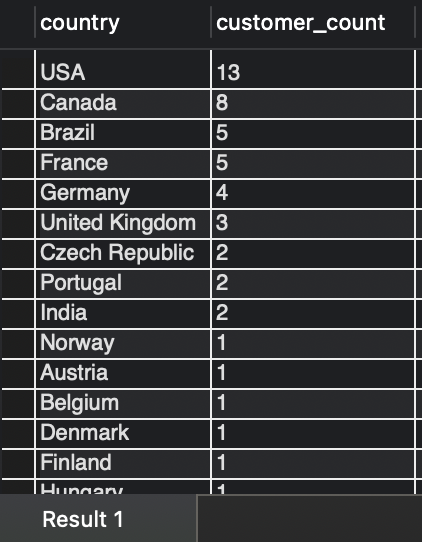 country customer_count
USA 13
Canada 8
Brazil 5
France 5
Germany 4
United Kingdom 3
Czech Republic 2
Portugal 2
India 2
Norway 1
Austria 1
Belgium 1
Denmark 1
Finland 1
Hungary 1
Result 1